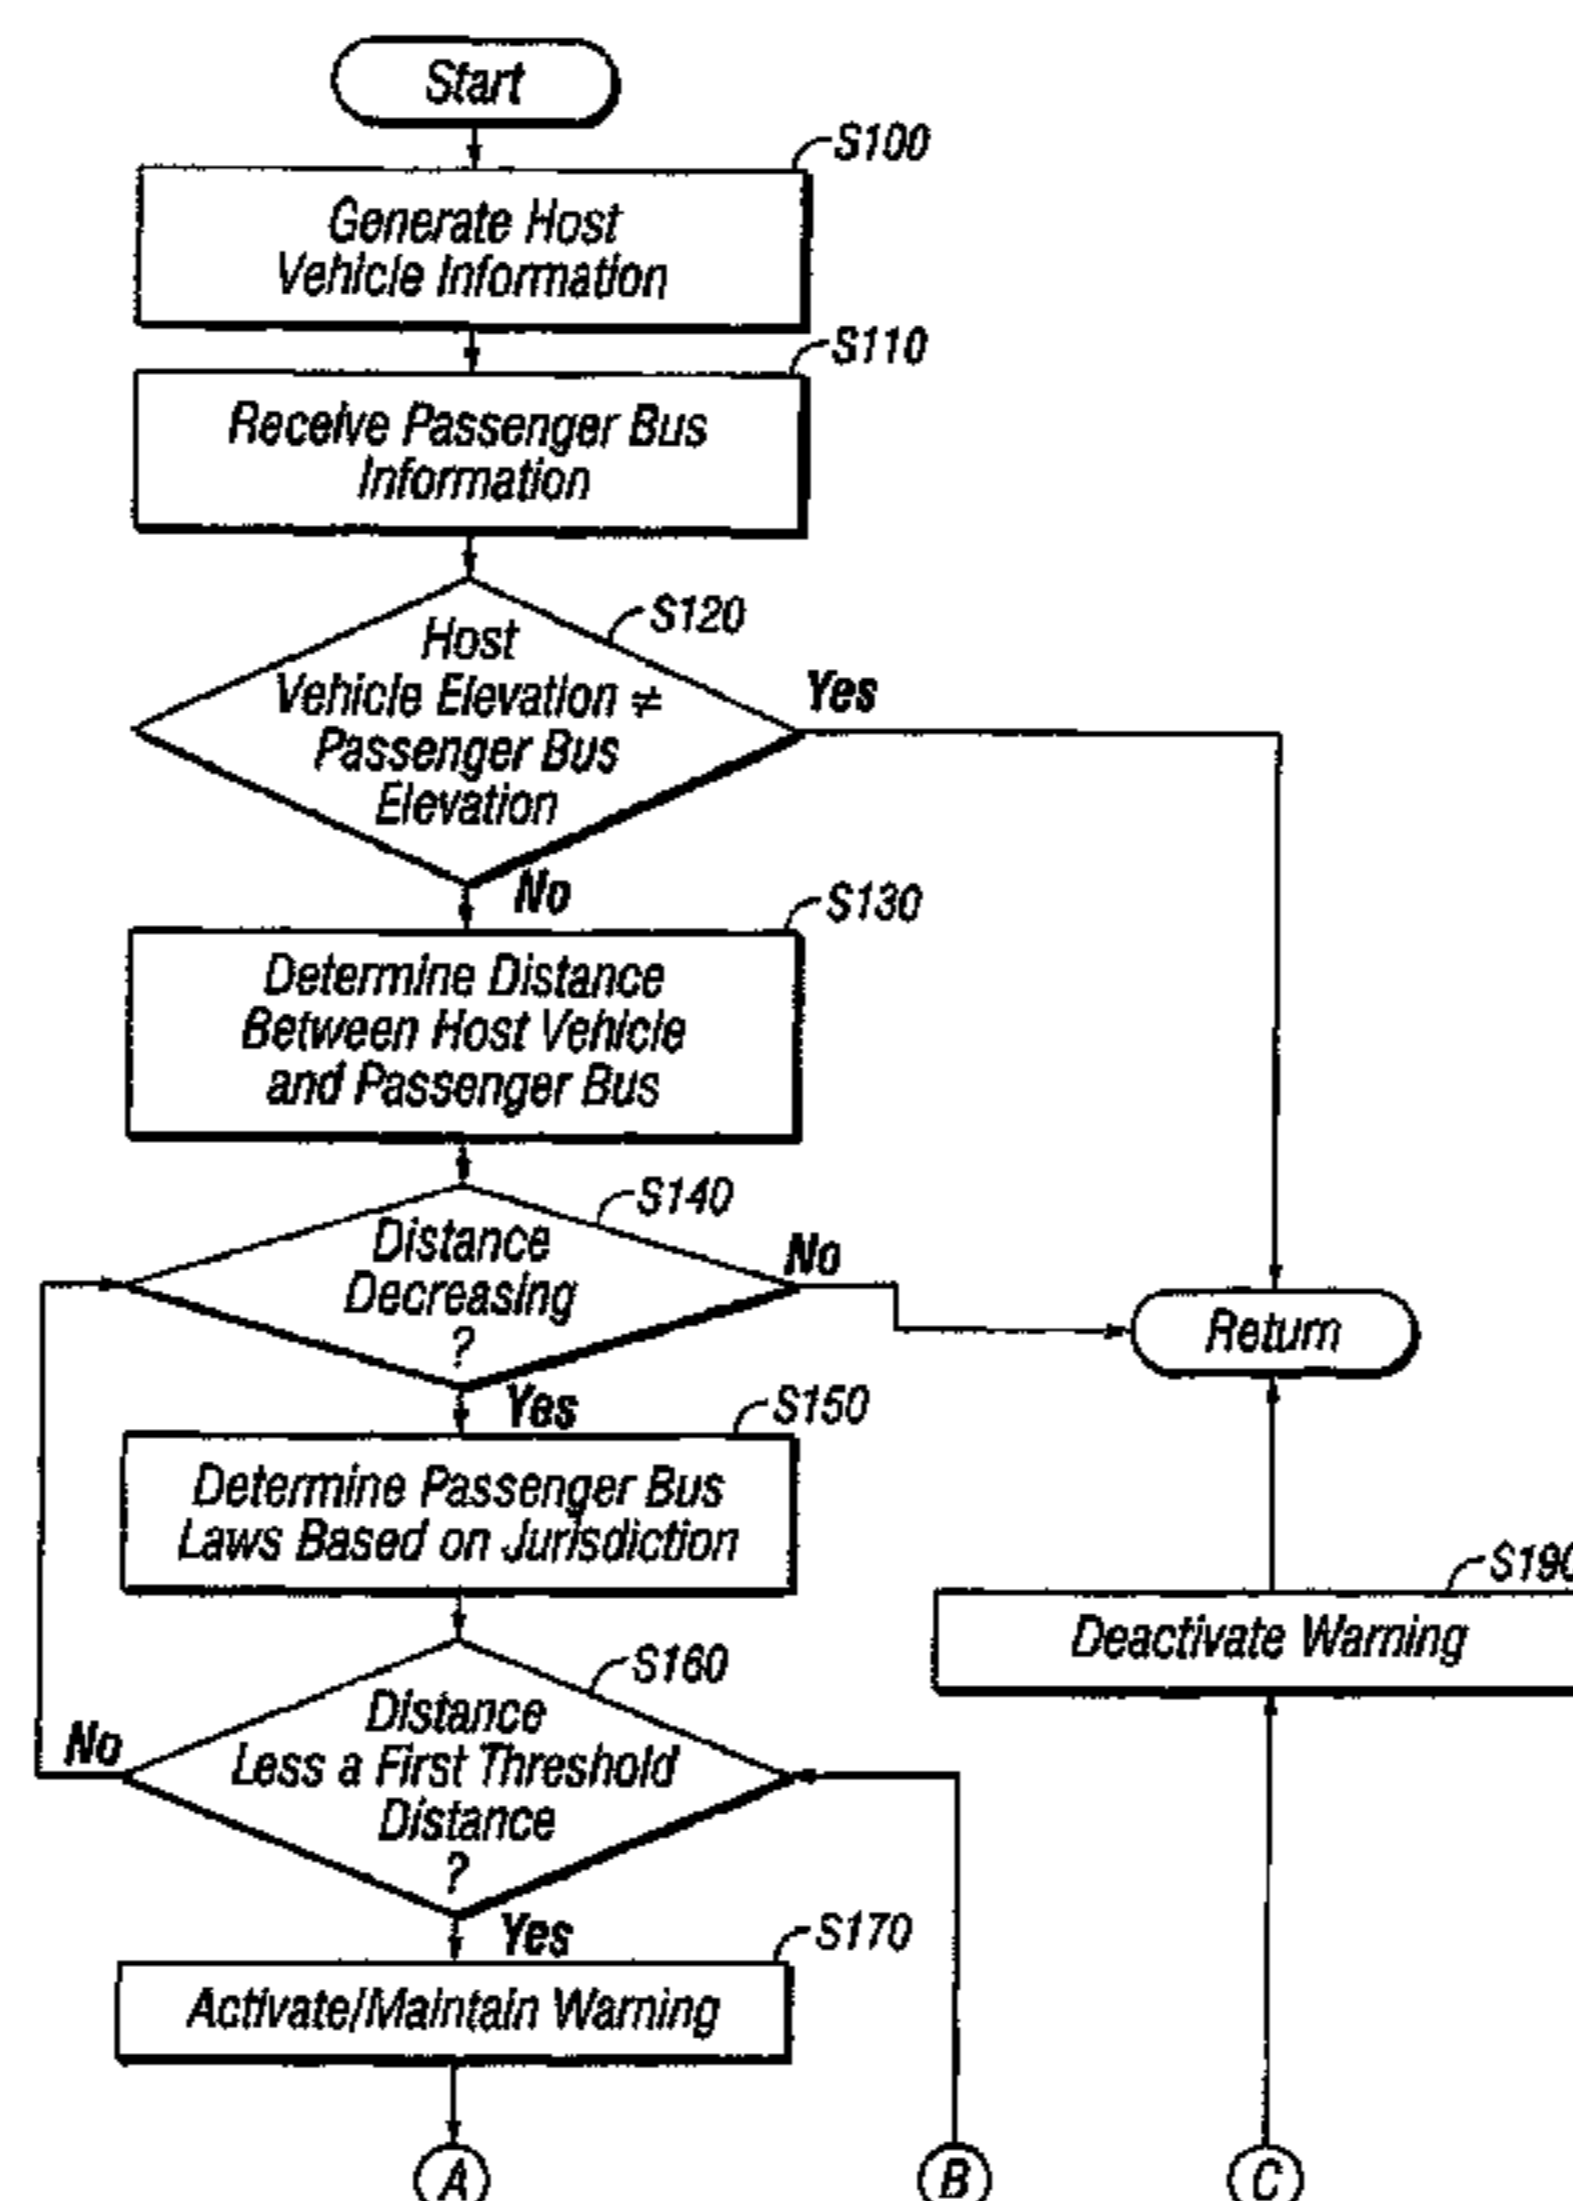 Start
S100
Generate Host
Vehicle Information
S110
Receive Passenger Bus
Information
S120
Host
Vehicle Elevation ≠
Passenger Bus
Elevation
Yes
No
S130
Determine Distance
Between Host Vehicle
and Passenger Bus
S140
Distance
Decreasing
?
No
Return
Yes
S150
Determine Passenger Bus
Laws Based on Jurisdiction
S190
Deactivate Warning
S160
Distance
Less a First Threshold
Distance
?
No
Yes
S170
Activate/Maintain Warning
A
B
C